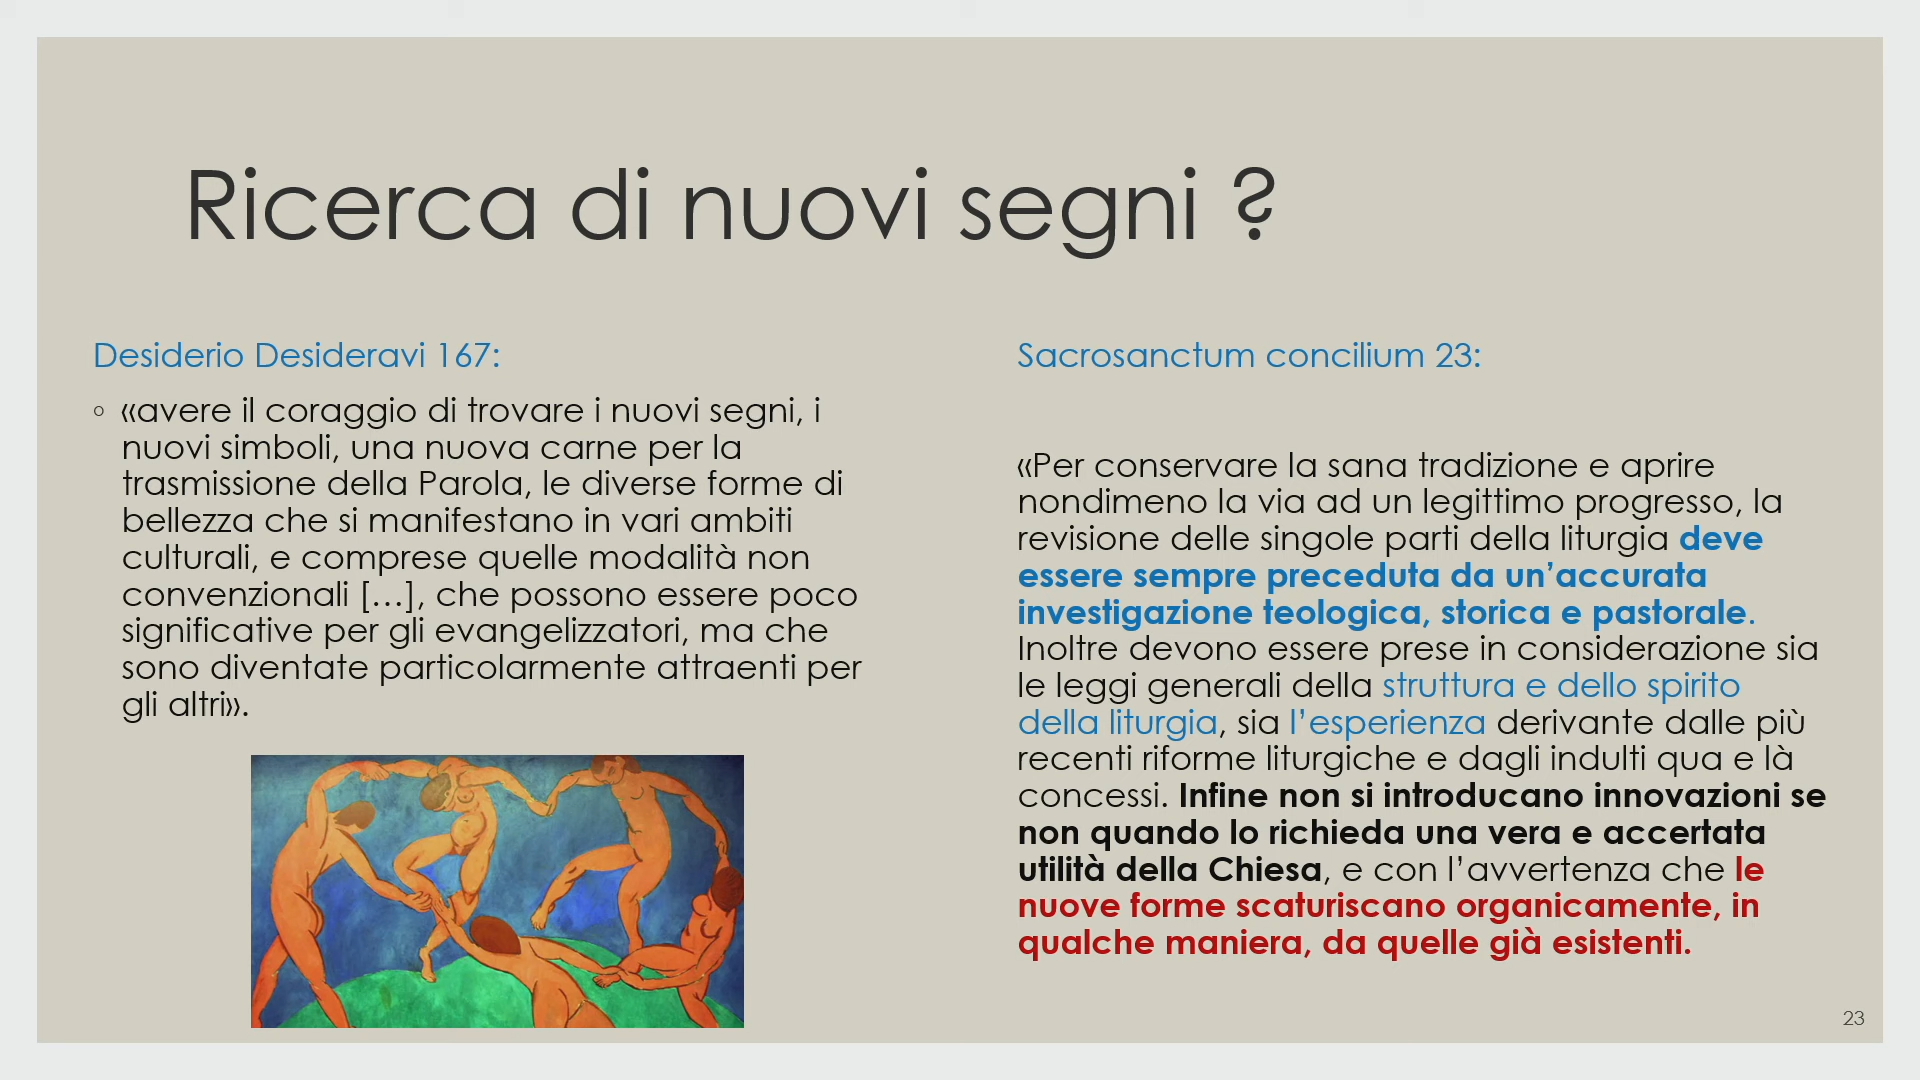 Ricerca di nuovi segni ?
Desiderio Desideravi 167:
◦ «avere il coraggio di trovare i nuovi segni, i
nuovi simboli, una nuova carne per la
trasmissione della Parola, le diverse forme di
bellezza che si manifestano in vari ambiti
culturali, e comprese quelle modalità non
convenzionali […], che possono essere poco
significative per gli evangelizzatori, ma che
sono diventate particolarmente attraenti per
gli altri».
Sacrosanctum concilium 23:
«Per conservare la sana tradizione e aprire
nondimeno la via ad un legittimo progresso, la
revisione delle singole parti della liturgia deve
essere sempre preceduta da un’accurata
investigazione teologica, storica e pastorale.
Inoltre devono essere prese in considerazione sia
le leggi generali della struttura e dello spirito
della liturgia, sia l’esperienza derivante dalle più
recenti riforme liturgiche e dagli indulti qua e là
concessi. Infine non si introducano innovazioni se
non quando lo richieda una vera e accertata
utilità della Chiesa, e con l’avvertenza che le
nuove forme scaturiscano organicamente, in
qualche maniera, da quelle già esistenti.
23